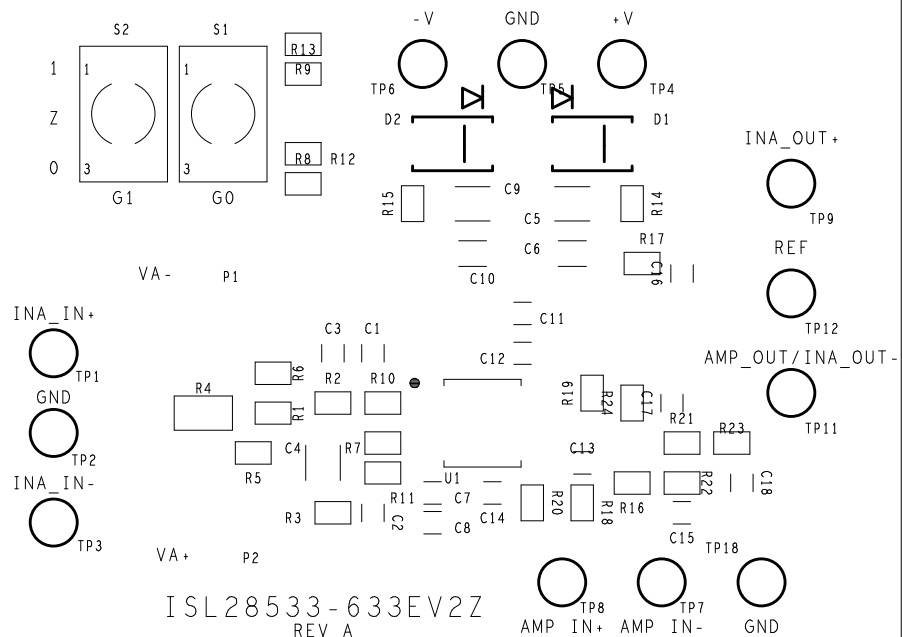 -V GND +V
S2 S1
R13
1 1 1 R9
TP6 TP5 TP4
Z D2 D1
INA_OUT+
0 3 3 R8 R12
G1 G0 R15 C9 R14
C5 TP9
R17
C6 REF
VA- P1 C10 C16
INA_IN+ C11 TP12
C3 C1
C12 AMP_OUT/INA_OUT-
TP1 R6 R2 R10
GND R4 R19 R24 C17
R1 R21 R23 TP11
C4 R7 C13
TP2 R5
INA_IN- U1 R22 C18
R11 C7 R20 R18 R16
R3 C2 C14
C8 C15
TP3 TP18
VA+ P2
ISL28533-633EV2Z TP8 TP7
REV A AMP IN+ AMP IN- GND